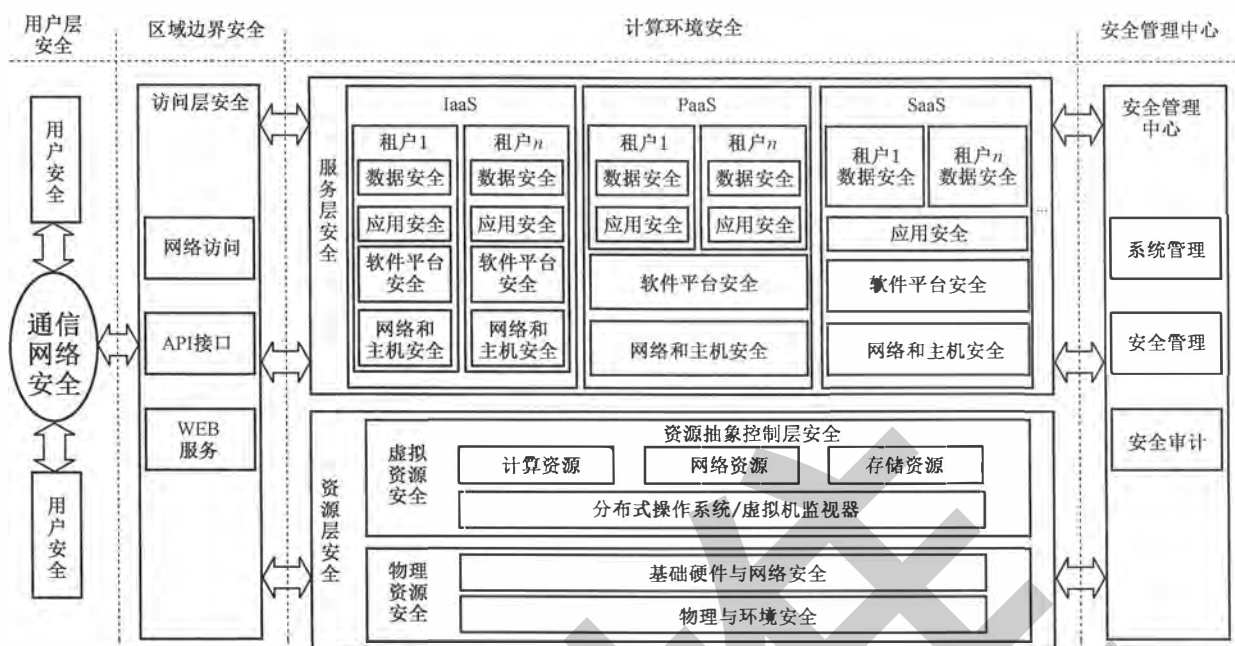 用户层
安全
区域边界安全
计算环境安全
安全管理中心
用户安全
通信
网络
安全
用户安全
访问层安全
网络访问
API接口
WEB
服务
服务层安全
IaaS
租户1
数据安全
应用安全
软件平台
安全
网络和
主机安全
租户n
数据安全
应用安全
软件平台
安全
网络和
主机安全
PaaS
租户1
数据安全
应用安全
租户n
数据安全
应用安全
软件平台安全
网络和主机安全
SaaS
租户1
数据安全
租户n
数据安全
应用安全
软件平台安全
网络和主机安全
...
资源层安全
虚拟
资源
安全
资源抽象控制层安全
计算资源
网络资源
存储资源
分布式操作系统/虚拟机监视器
物理
资源
安全
基础硬件与网络安全
物理与环境安全
安全管理
中心
系统管理
安全管理
安全审计